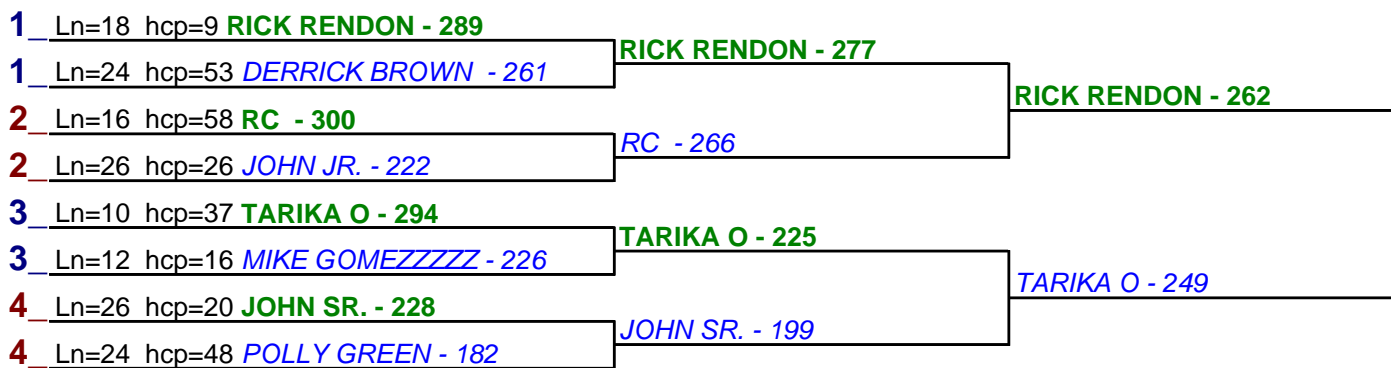 1_ Ln=18 hcp=9 RICK RENDON - 289
1_ Ln=24 hcp=53 DERRICK BROWN - 261
2_ Ln=16 hcp=58 RC - 300
2_ Ln=26 hcp=26 JOHN JR. - 222
3_ Ln=10 hcp=37 TARIKA O - 294
3_ Ln=12 hcp=16 MIKE GOMEZZZZZ - 226
4_ Ln=26 hcp=20 JOHN SR. - 228
4_ Ln=24 hcp=48 POLLY GREEN - 182
RICK RENDON - 277
RC - 266
TARIKA O - 225
JOHN SR. - 199
RICK RENDON - 262
TARIKA O - 249